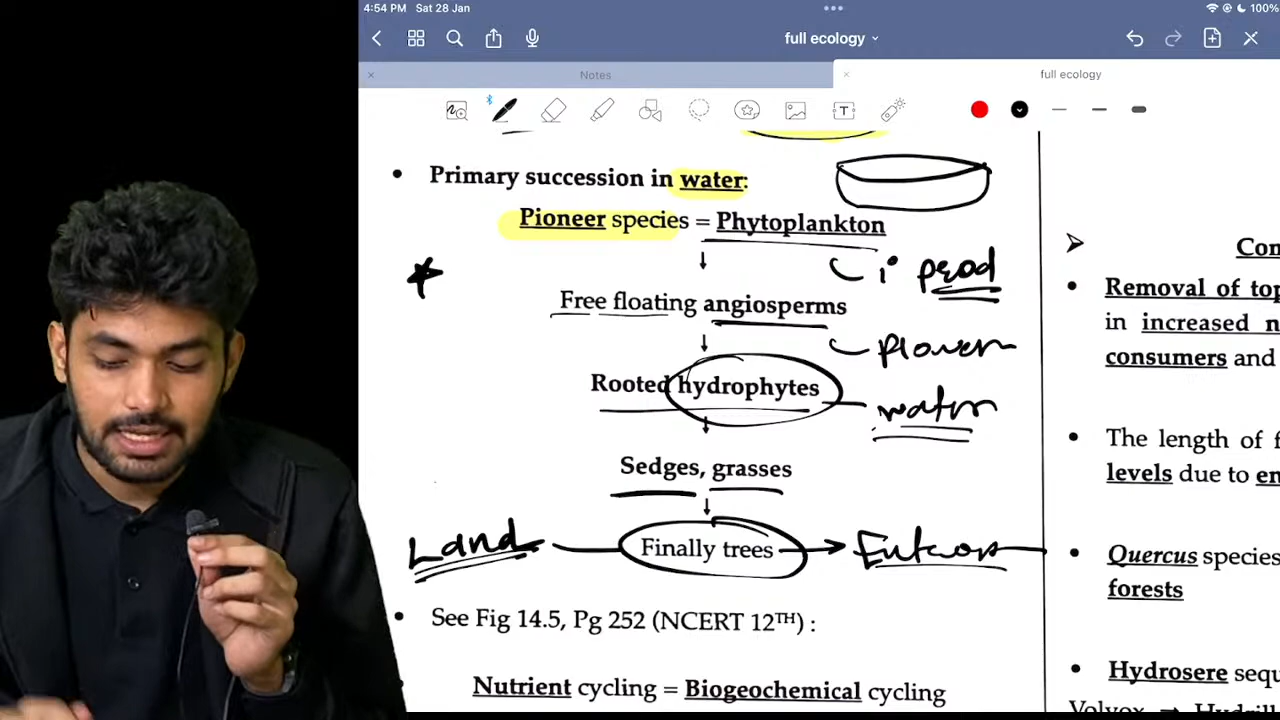 4:54 PM Sat 28 Jan
100%
full ecology
Notes
full ecology
T
• Primary succession in water:
Pioneer species = Phytoplankton
i° prod
Free floating angiosperms
flower
Rooted hydrophytes
water
Sedges, grasses
Land
Finally trees
• See Fig 14.5, Pg 252 (NCERT 12TH) :
Nutrient cycling = Biogeochemical cycling
➤ Con
• Removal of top
in increased n
consumers and
• The length of f
levels due to en
• Quercus species
forests
• Hydrosere sequ
Volvox → Hydrill